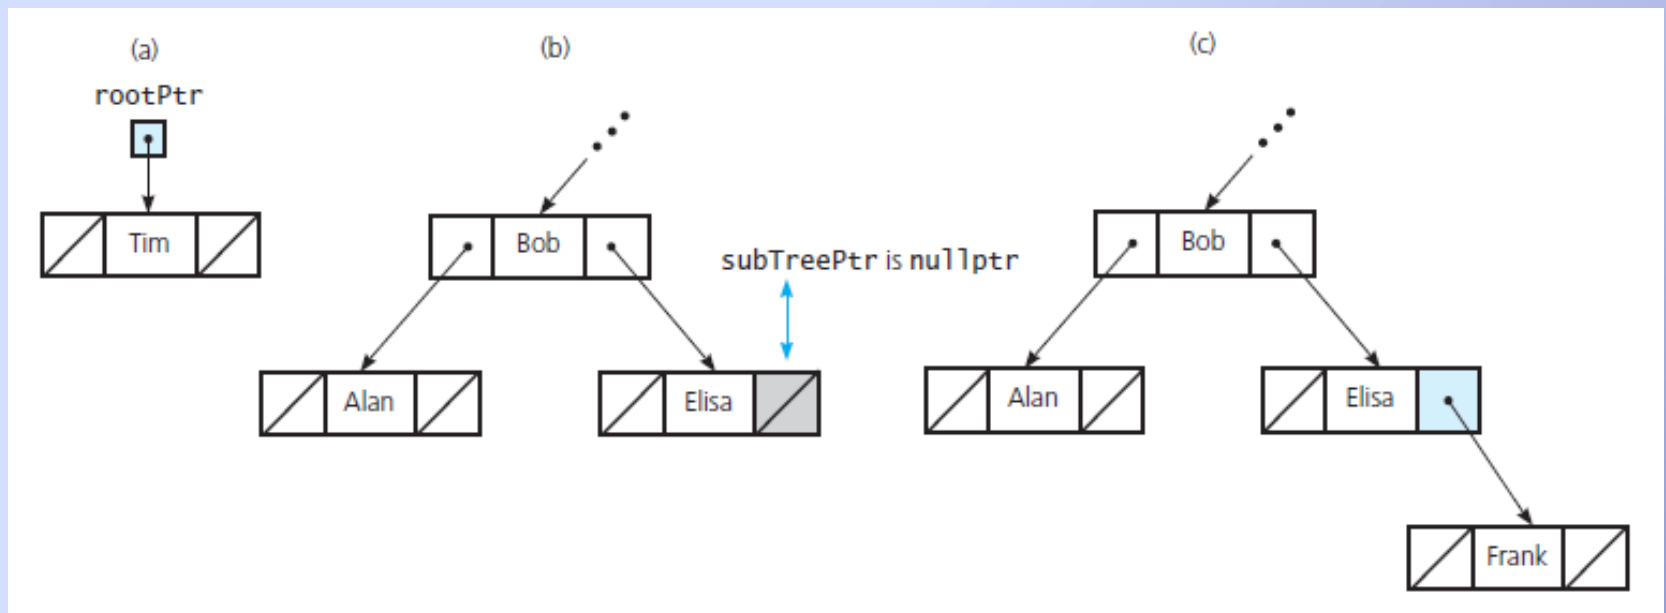 (a)
rootPtr
Tim
(b)
Bob
subTreePtr is nullptr
Alan
Elisa
(c)
Bob
Alan
Elisa
Frank